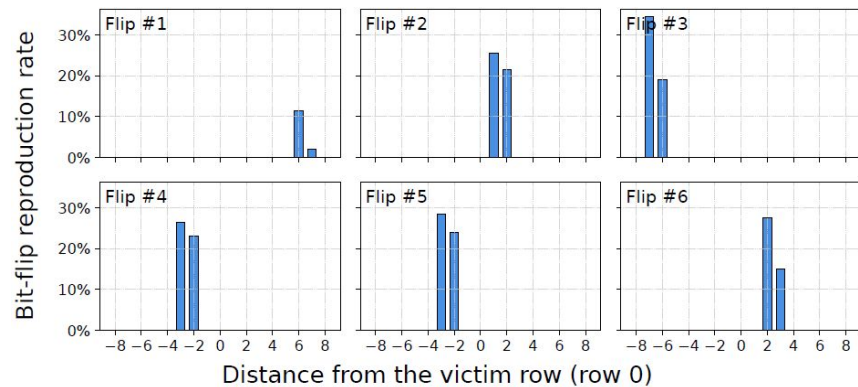 Bit-flip reproduction rate
Flip #1
Flip #2
Flip #3
30%
20%
10%
0%
Flip #4
Flip #5
Flip #6
30%
20%
10%
0%
−8 −6 −4 −2 0 2 4 6 8
−8 −6 −4 −2 0 2 4 6 8
−8 −6 −4 −2 0 2 4 6 8
Distance from the victim row (row 0)